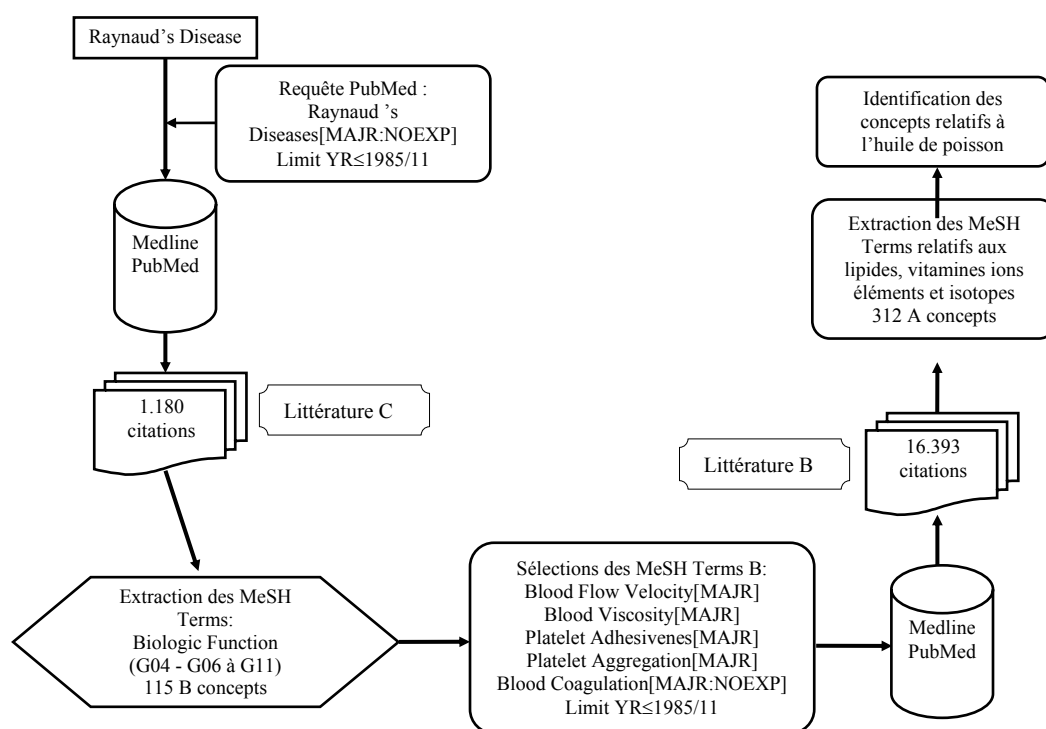 Raynaud's Disease
Requête PubMed :
Raynaud 's
Diseases[MAJR:NOEXP]
Limit YR≤1985/11
Medline
PubMed
1.180
citations
Littérature C
Extraction des MeSH
Terms:
Biologic Function
(G04 - G06 à G11)
115 B concepts
Sélections des MeSH Terms B:
Blood Flow Velocity[MAJR]
Blood Viscosity[MAJR]
Platelet Adhesivenes[MAJR]
Platelet Aggregation[MAJR]
Blood Coagulation[MAJR:NOEXP]
Limit YR≤1985/11
Medline
PubMed
16.393
citations
Littérature B
Extraction des MeSH
Terms relatifs aux
lipides, vitamines ions
éléments et isotopes
312 A concepts
Identification des
concepts relatifs à
l'huile de poisson